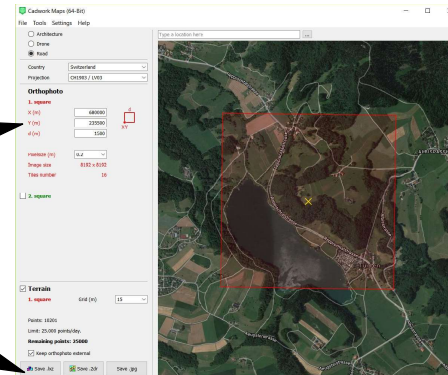 Cadwork Maps (64-Bit)
File Tools Settings Help
Architecture
Drone
Road
Type a location here
...
Country Switzerland
Projection CH1903 / LV03
Orthophoto
1. square
X (m) 680000
d
Y (m) 235500
XY
d (m) 1500
Pixelsize (m) 0.2
Image size 8192 x 8192
Tiles number 16
2. square
Terrain
1. square Grid (m) 15
Points: 10201
Limit: 25.000 points/day.
Remaining points: 25000
Keep orthophoto external
Save .lxz Save .2dr Save .jpg